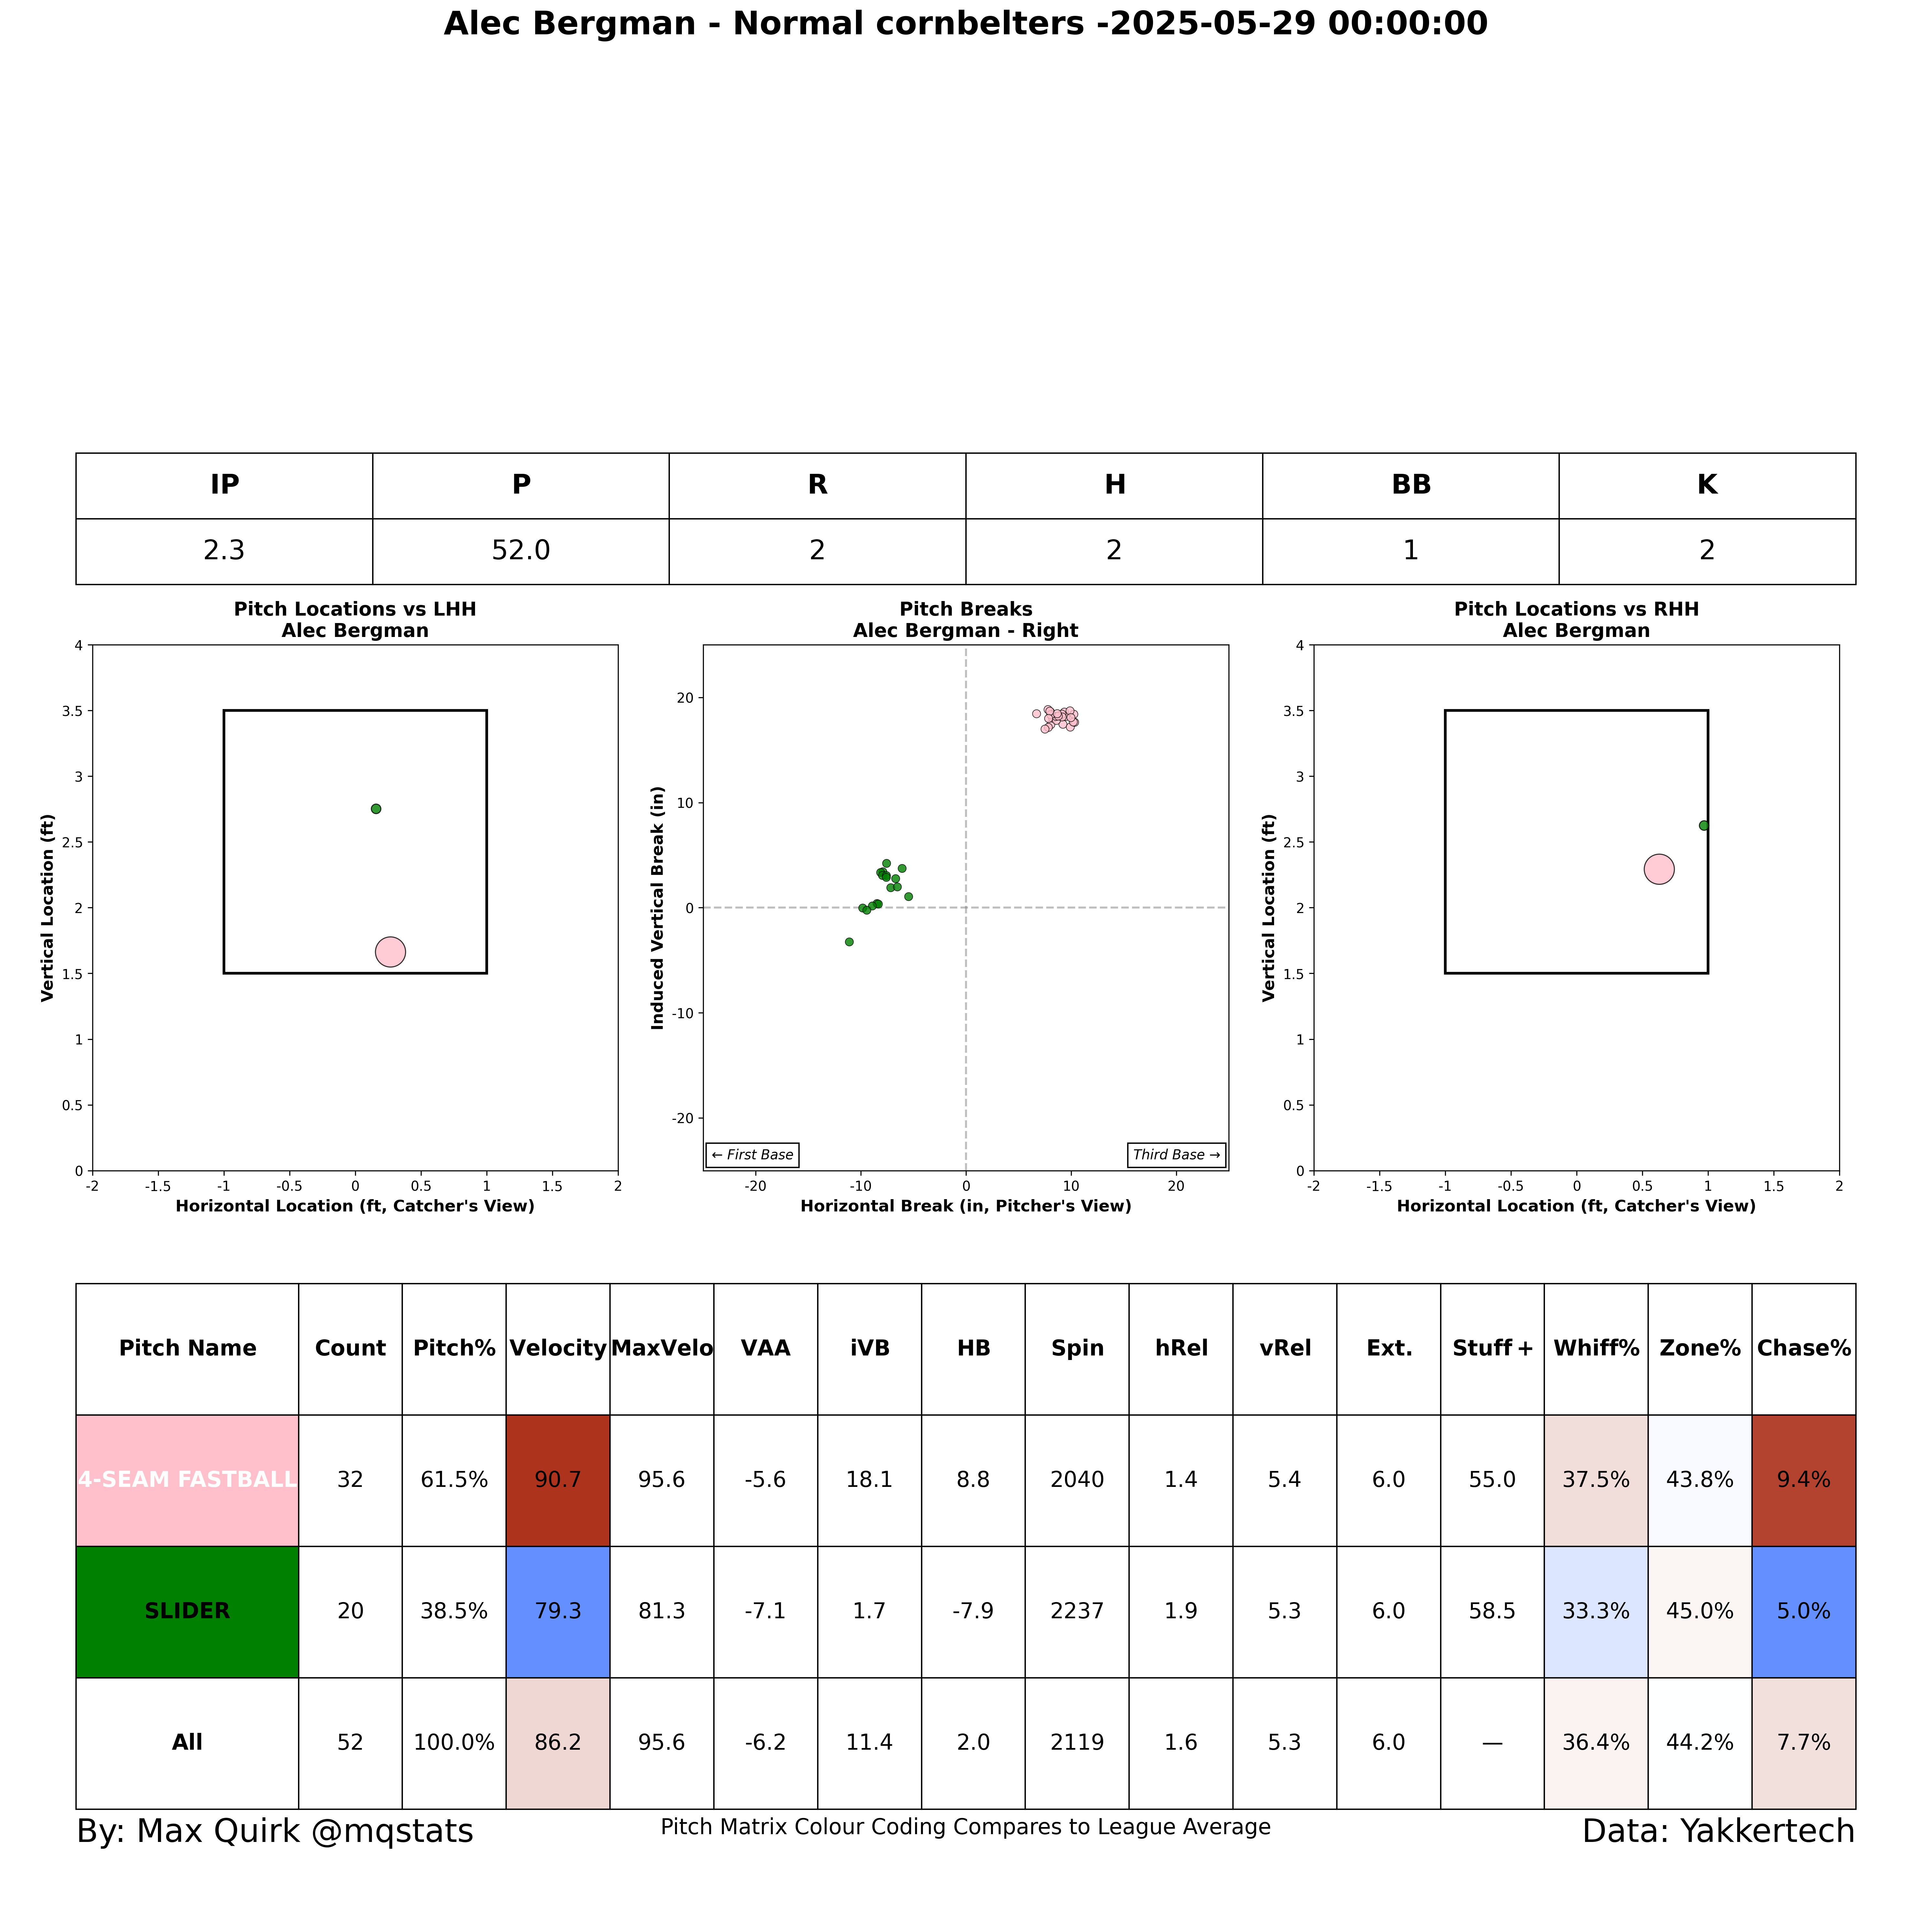 Alec Bergman - Normal cornbelters -2025-05-29 00:00:00
IP P R H BB K
2.3 52.0 2 2 1 2
Pitch Locations vs LHH
Alec Bergman
4
3.5
3
2.5
2
1.5
1
0.5
0
-2 -1.5 -1 -0.5 0 0.5 1 1.5 2
Vertical Location (ft)
Horizontal Location (ft, Catcher's View)
Pitch Breaks
Alec Bergman - Right
20
10
0
-10
-20
← First Base Third Base →
-20 -10 0 10 20
Induced Vertical Break (in)
Horizontal Break (in, Pitcher's View)
Pitch Locations vs RHH
Alec Bergman
4
3.5
3
2.5
2
1.5
1
0.5
0
-2 -1.5 -1 -0.5 0 0.5 1 1.5 2
Vertical Location (ft)
Horizontal Location (ft, Catcher's View)
Pitch Name Count Pitch% Velocity MaxVelo VAA iVB HB Spin hRel vRel Ext. Stuff+ Whiff% Zone% Chase%
4-SEAM FASTBALL 32 61.5% 90.7 95.6 -5.6 18.1 8.8 2040 1.4 5.4 6.0 55.0 37.5% 43.8% 9.4%
SLIDER 20 38.5% 79.3 81.3 -7.1 1.7 -7.9 2237 1.9 5.3 6.0 58.5 33.3% 45.0% 5.0%
All 52 100.0% 86.2 95.6 -6.2 11.4 2.0 2119 1.6 5.3 6.0 — 36.4% 44.2% 7.7%
By: Max Quirk @mqstats Pitch Matrix Colour Coding Compares to League Average Data: Yakkertech